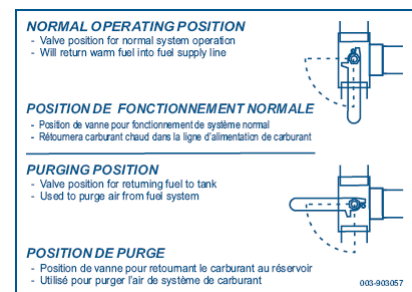 NORMAL OPERATING POSITION
- Valve position for normal system operation
- Will return warm fuel into fuel supply line
POSITION DE FONCTIONNEMENT NORMALE
- Position de vanne pour fonctionnement de système normal
- Rétournera carburant chaud dans la ligne d'alimentation de carburant
PURGING POSITION
- Valve position for returning fuel to tank
- Used to purge air from fuel system
POSITION DE PURGE
- Position de vanne pour retournant le carburant au réservoir
- Utilisé pour purger l'air de système de carburant
003-903057